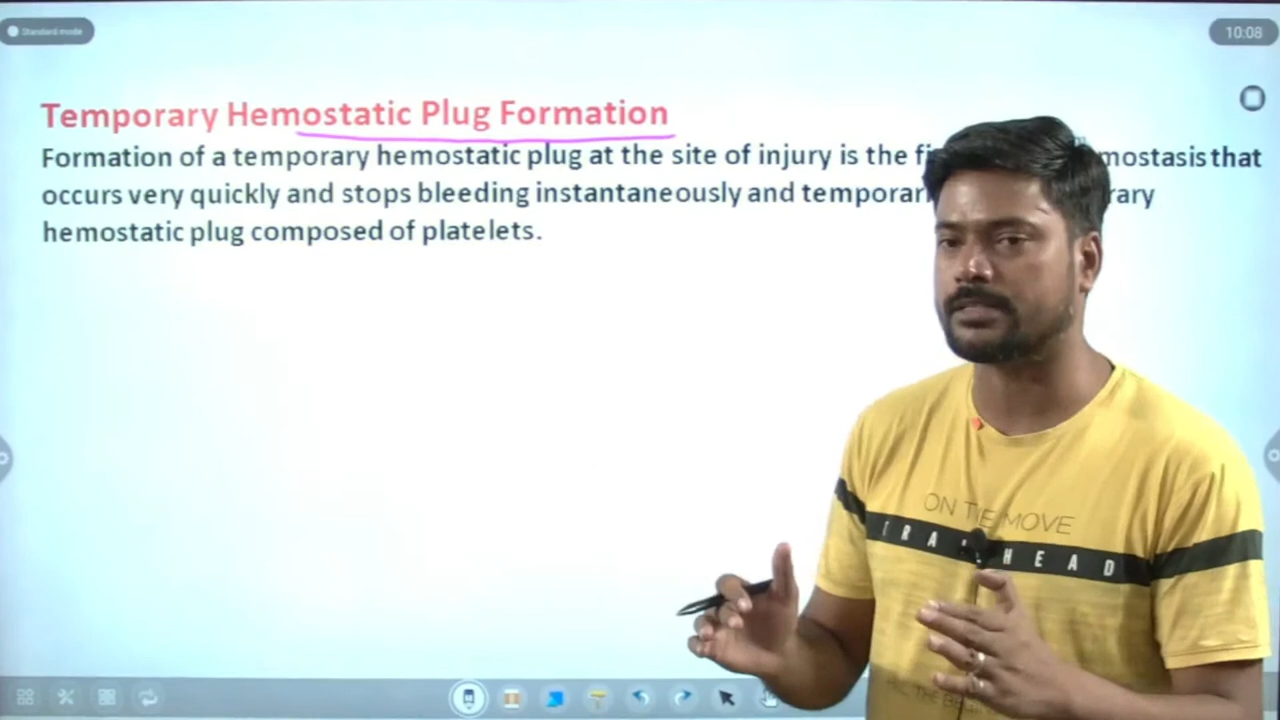 Standard mode
10:08
Temporary Hemostatic Plug Formation
Formation of a temporary hemostatic plug at the site of injury is the mostasis that
occurs very quickly and stops bleeding instantaneously and temporar rary
hemostatic plug composed of platelets.
ON THE MOVE
TRA HEAD